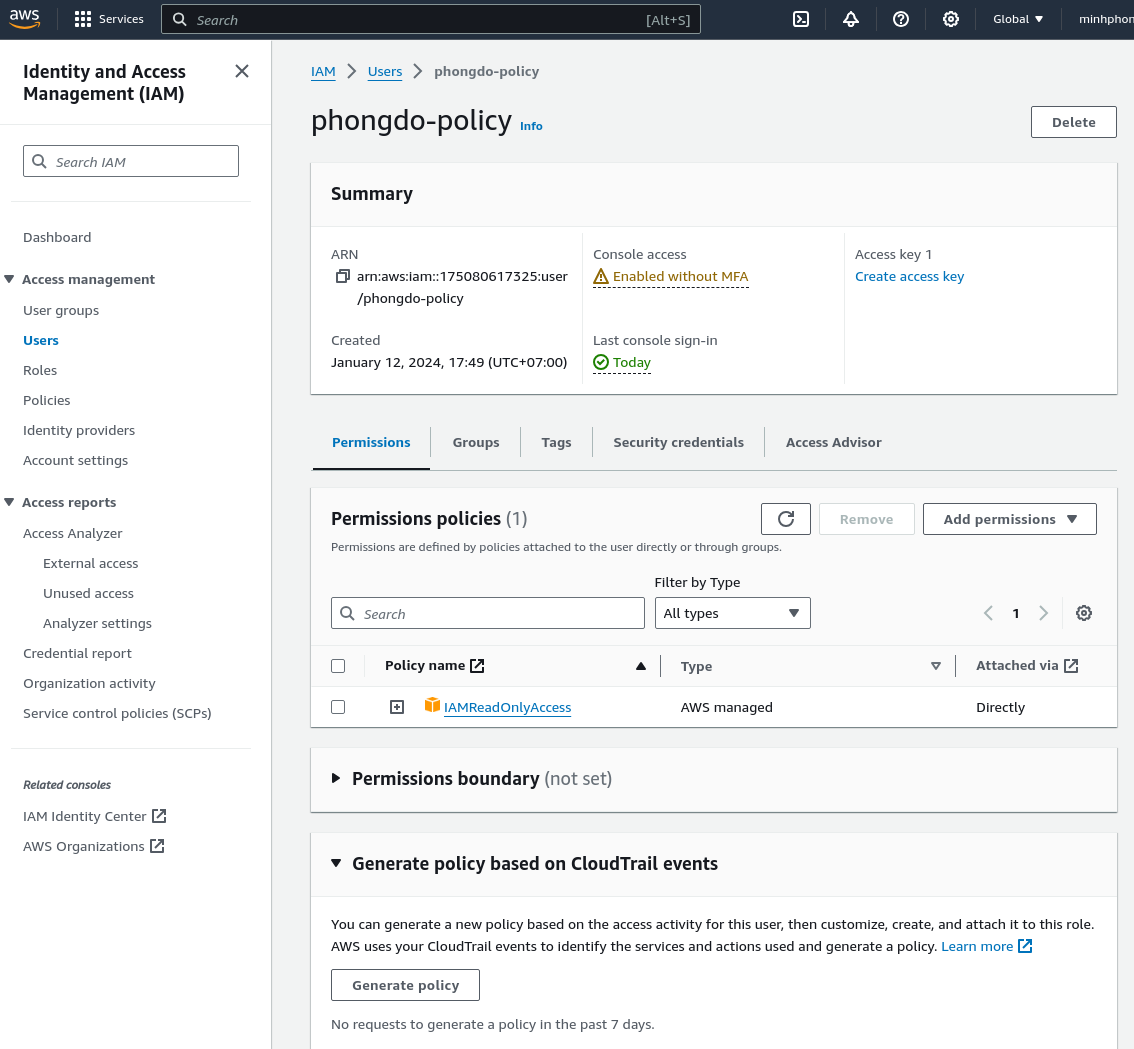 aws
Services
Search
[Alt+S]
Global
minhphon
Identity and Access
Management (IAM)
Search IAM
Dashboard
Access management
User groups
Users
Roles
Policies
Identity providers
Account settings
Access reports
Access Analyzer
External access
Unused access
Analyzer settings
Credential report
Organization activity
Service control policies (SCPs)
Related consoles
IAM Identity Center
AWS Organizations
IAM > Users > phongdo-policy
phongdo-policy Info
Delete
Summary
ARN
arn:aws:iam::175080617325:user
/phongdo-policy
Created
January 12, 2024, 17:49 (UTC+07:00)
Console access
Enabled without MFA
Last console sign-in
Today
Access key 1
Create access key
Permissions
Groups
Tags
Security credentials
Access Advisor
Permissions policies (1)
Remove
Add permissions
Permissions are defined by policies attached to the user directly or through groups.
Filter by Type
Search
All types
1
Policy name
Type
Attached via
IAMReadOnlyAccess
AWS managed
Directly
Permissions boundary (not set)
Generate policy based on CloudTrail events
You can generate a new policy based on the access activity for this user, then customize, create, and attach it to this role.
AWS uses your CloudTrail events to identify the services and actions used and generate a policy. Learn more
Generate policy
No requests to generate a policy in the past 7 days.